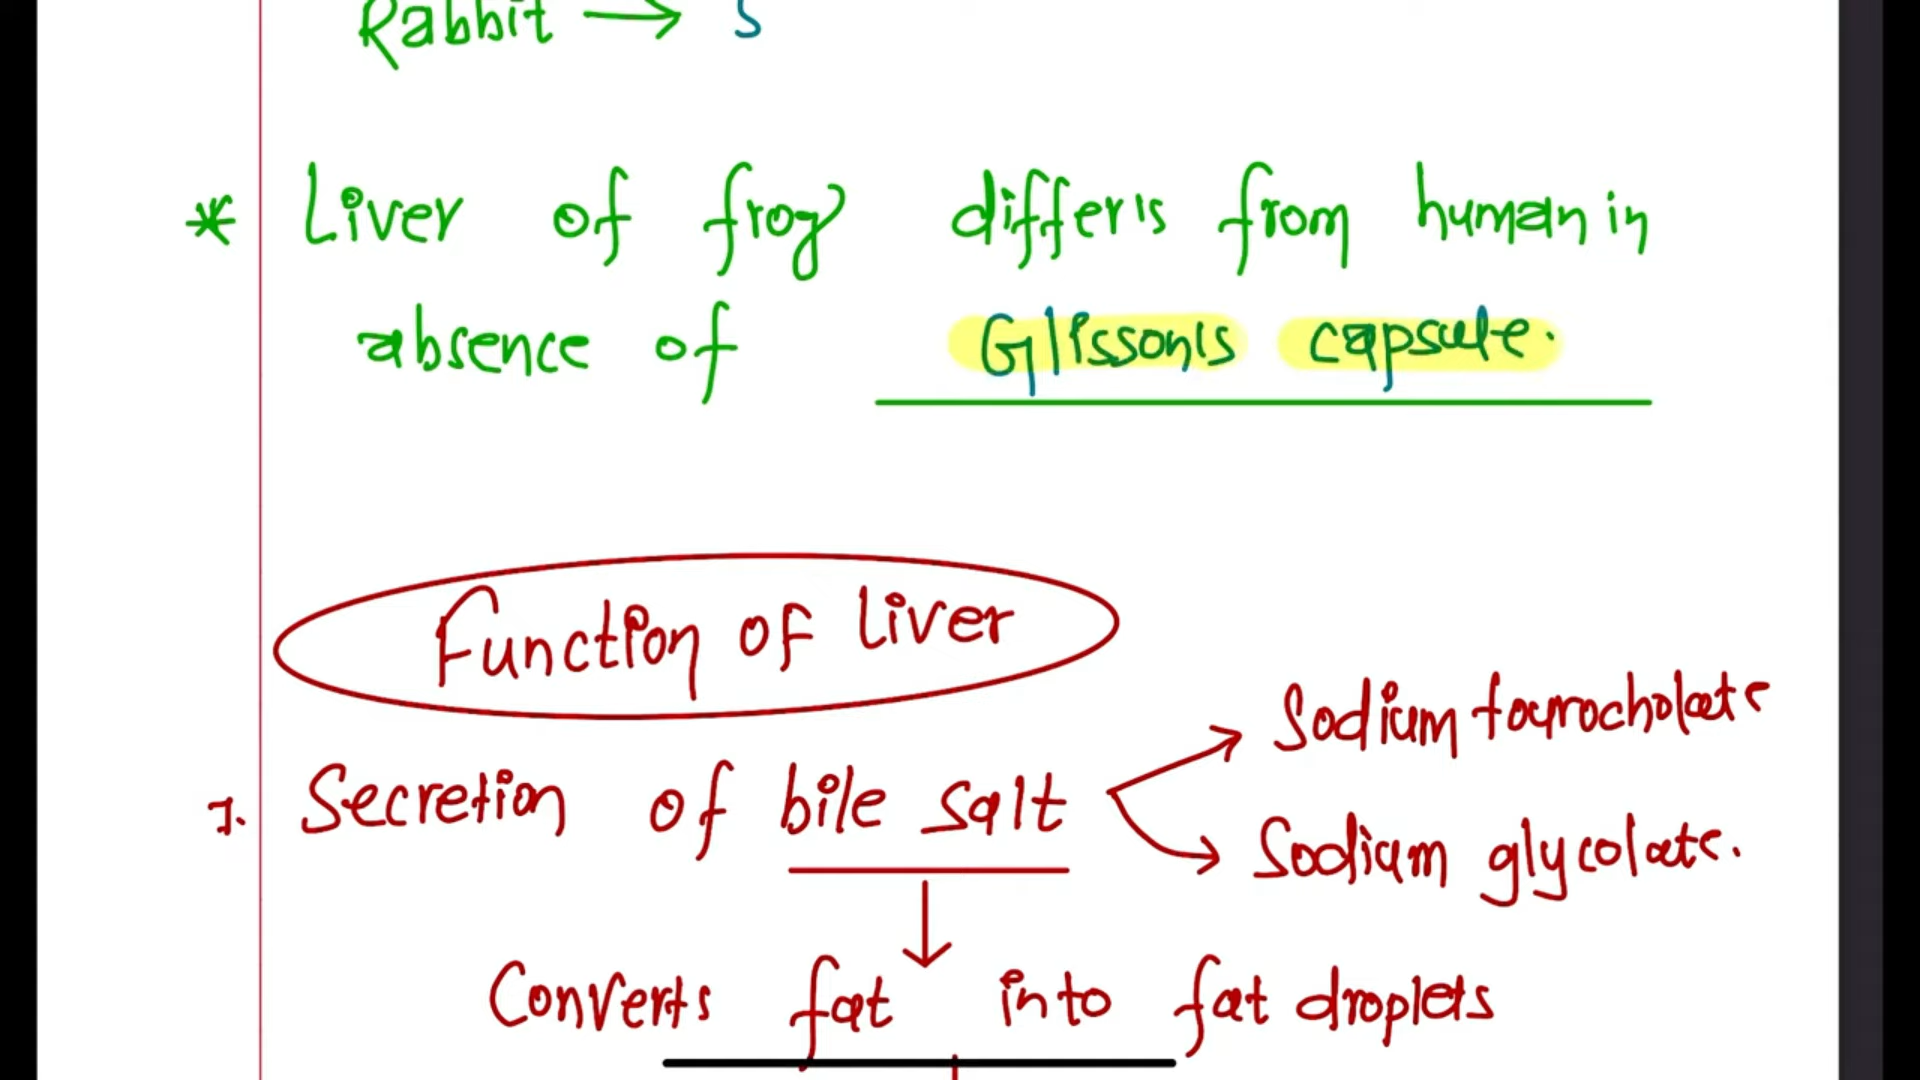 Rabbit → 5
* Liver of frog differs from human in
absence of Glisson's capsule.
Function of Liver
Sodium tourocholate
1. Secretion of bile salt
Sodium glycolate.
Converts fat into fat droplets